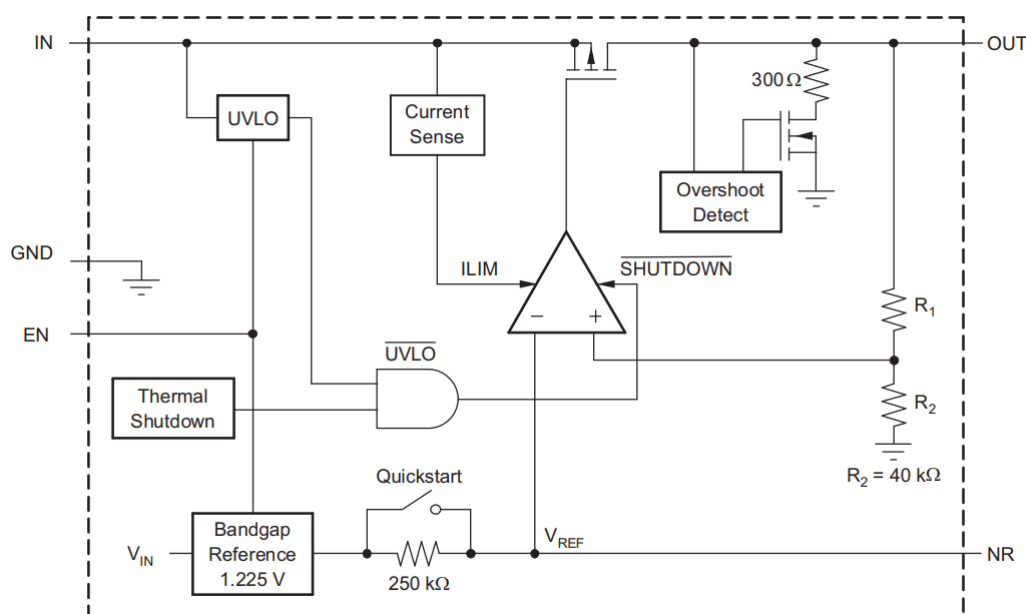 IN
OUT
300 Ω
UVLO
Current
Sense
Overshoot
Detect
GND
ILIM
SHUTDOWN
R1
− +
EN
UVLO
Thermal
Shutdown
R2
R2 = 40 kΩ
Quickstart
Bandgap
Reference
1.225 V
VIN
VREF
NR
250 kΩ